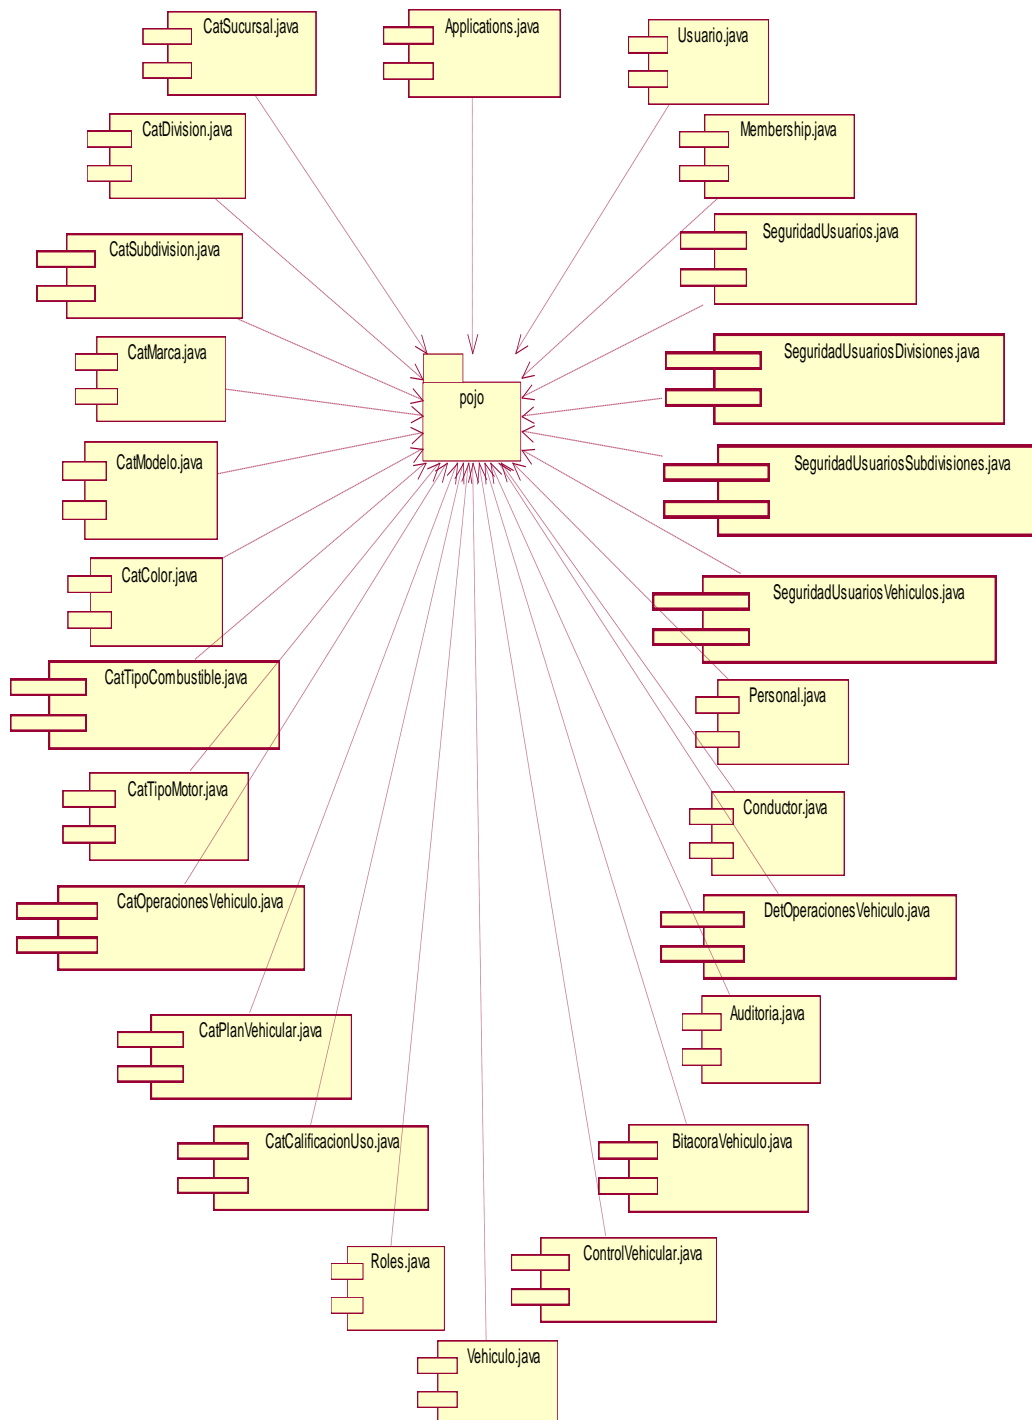 CatSucursal.java
Applications.java
Usuario.java
CatDivision.java
Membership.java
CatSubdivision.java
SeguridadUsuarios.java
CatMarca.java
SeguridadUsuariosDivisiones.java
pojo
CatModelo.java
SeguridadUsuariosSubdivisiones.java
CatColor.java
SeguridadUsuariosVehiculos.java
CatTipoCombustible.java
Personal.java
CatTipoMotor.java
Conductor.java
CatOperacionesVehiculo.java
DetOperacionesVehiculo.java
Auditoria.java
CatPlanVehicular.java
CatCalificacionUso.java
BitacoraVehiculo.java
Roles.java
ControlVehicular.java
Vehiculo.java